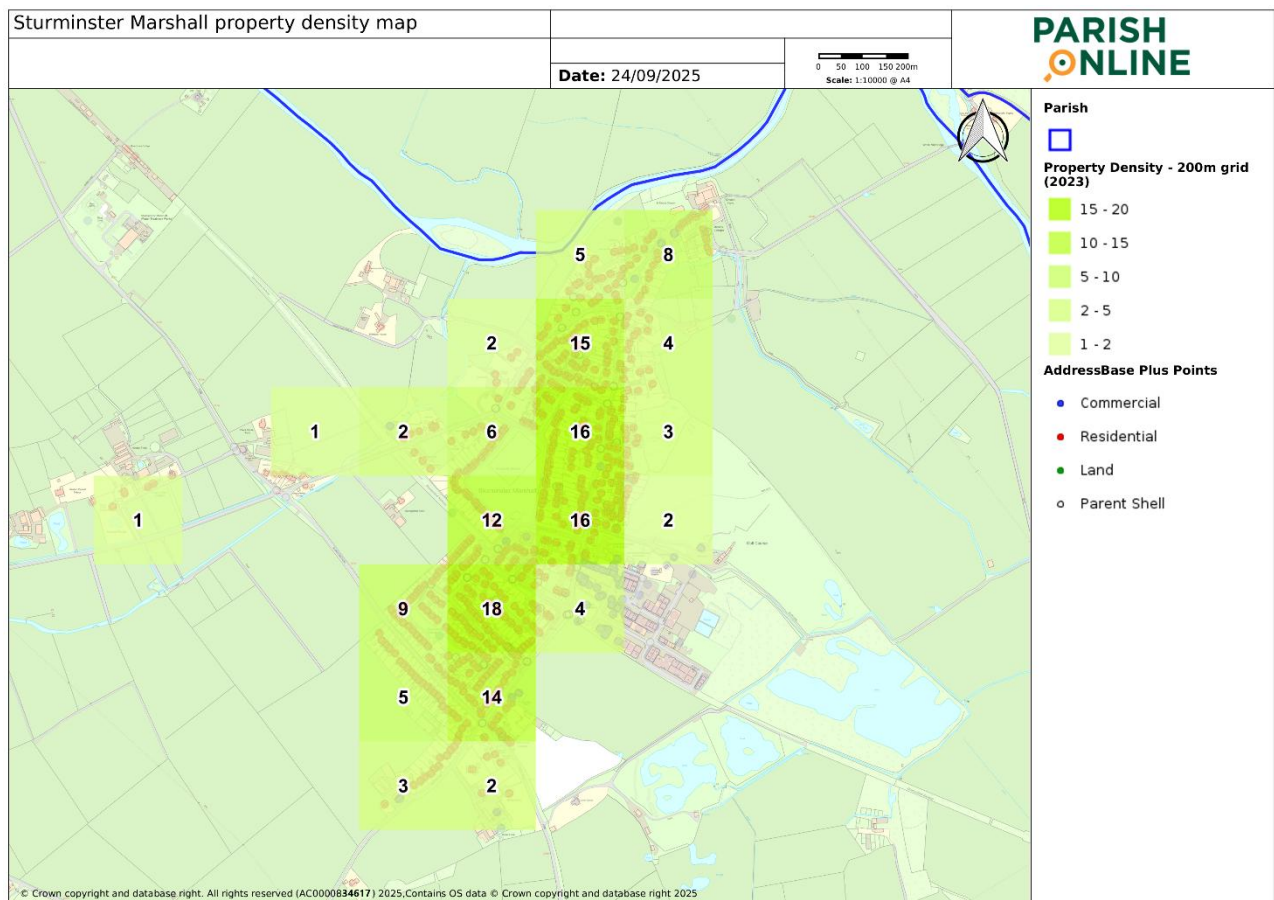 Sturminster Marshall property density map
Date: 24/09/2025
0 50 100 150 200m
Scale: 1:10000 @ A4
PARISH
ONLINE
Parish
Property Density - 200m grid
(2023)
15 - 20
10 - 15
5 - 10
2 - 5
1 - 2
AddressBase Plus Points
Commercial
Residential
Land
Parent Shell
5 8
2 15 4
1 2 6 16 3
1 12 16 2
9 18 4
5 14
3 2
© Crown copyright and database right. All rights reserved (AC0000834617) 2025,Contains OS data © Crown copyright and database right 2025